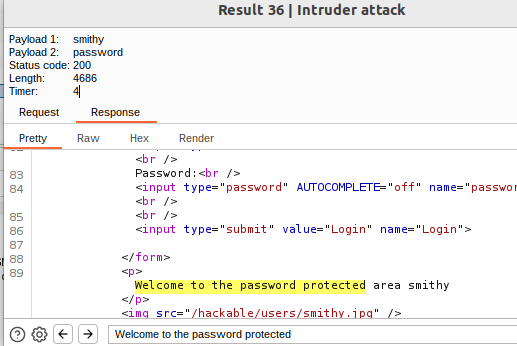 Result 36 | Intruder attack
Payload 1: smithy
Payload 2: password
Status code: 200
Length: 4686
Timer: 4
Request Response
Pretty Raw Hex Render
<br />
83 Password:<br />
84 <input type="password" AUTOCOMPLETE="off" name="passwor
<br />
85 <br />
86 <input type="submit" value="Login" name="Login">
87
88 </form>
89 <p>
Welcome to the password protected area smithy
</p>
<img src="/hackable/users/smithy.jpg" />
Welcome to the password protected